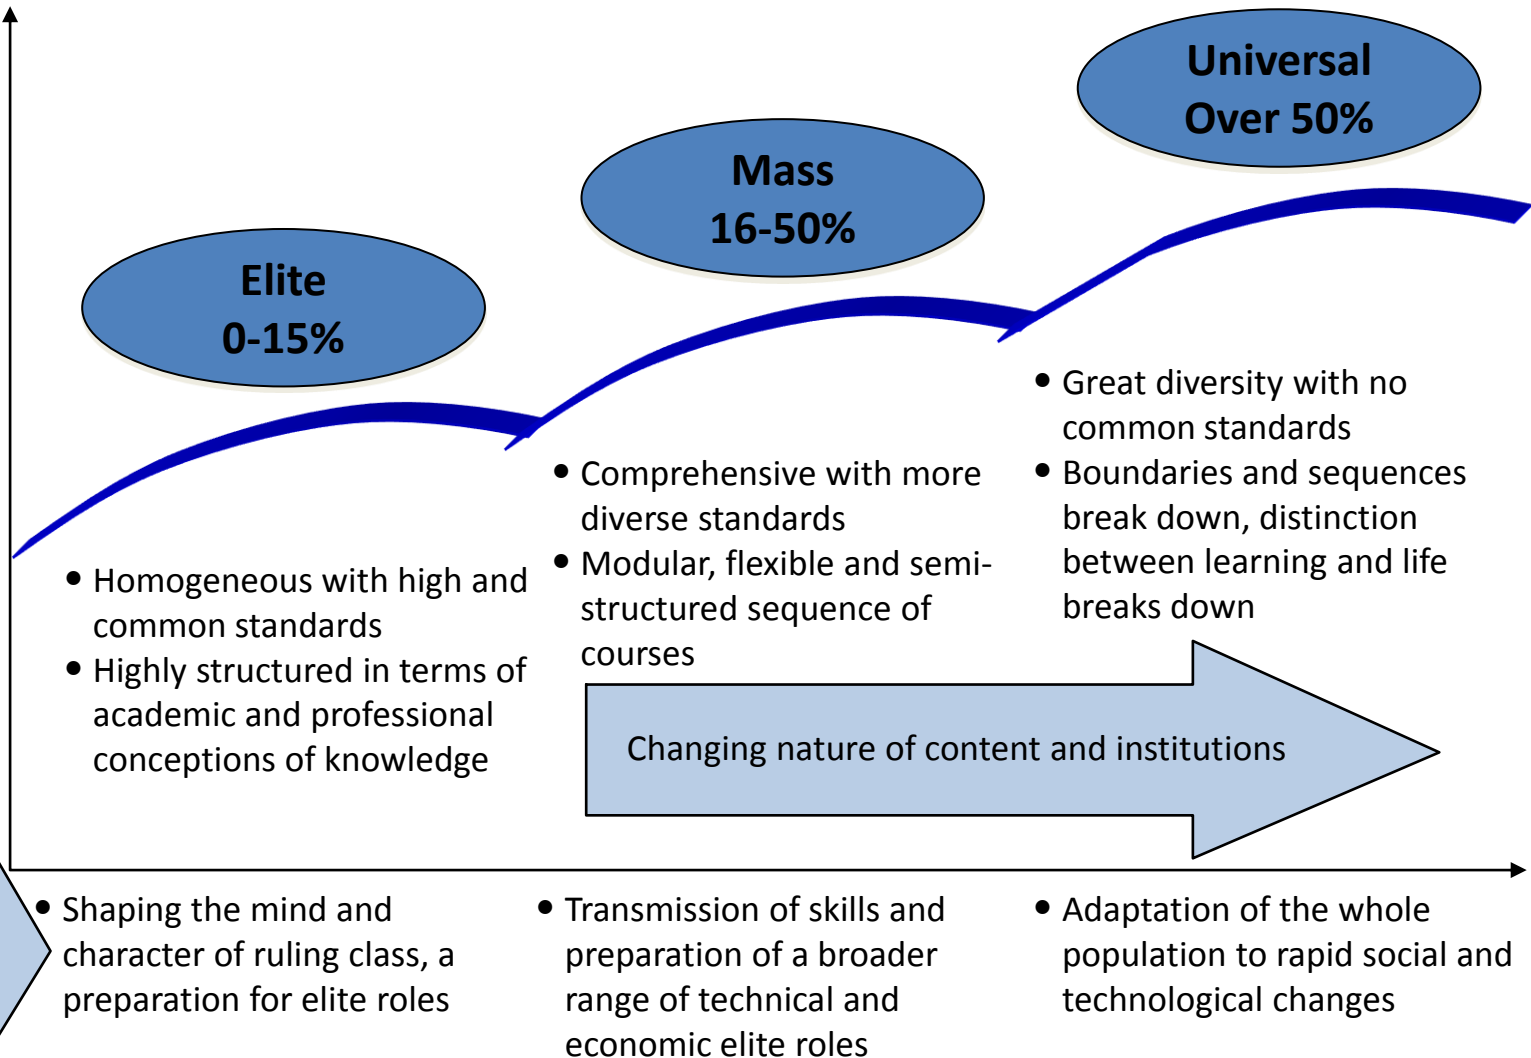 Universal
Over 50%
Mass
16-50%
Elite
0-15%
• Homogeneous with high and
common standards
• Highly structured in terms of
academic and professional
conceptions of knowledge
• Comprehensive with more
diverse standards
• Modular, flexible and semi-
structured sequence of
courses
• Great diversity with no
common standards
• Boundaries and sequences
break down, distinction
between learning and life
breaks down
Changing nature of content and institutions
• Shaping the mind and
character of ruling class, a
preparation for elite roles
• Transmission of skills and
preparation of a broader
range of technical and
economic elite roles
• Adaptation of the whole
population to rapid social and
technological changes